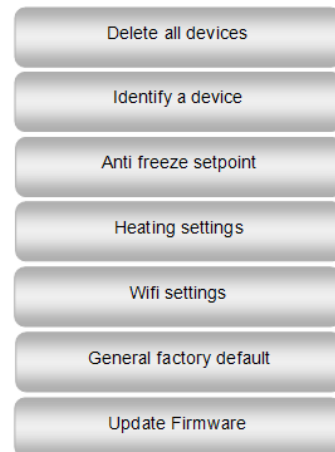 Delete all devices
Identify a device
Anti freeze setpoint
Heating settings
Wifi settings
General factory default
Update Firmware